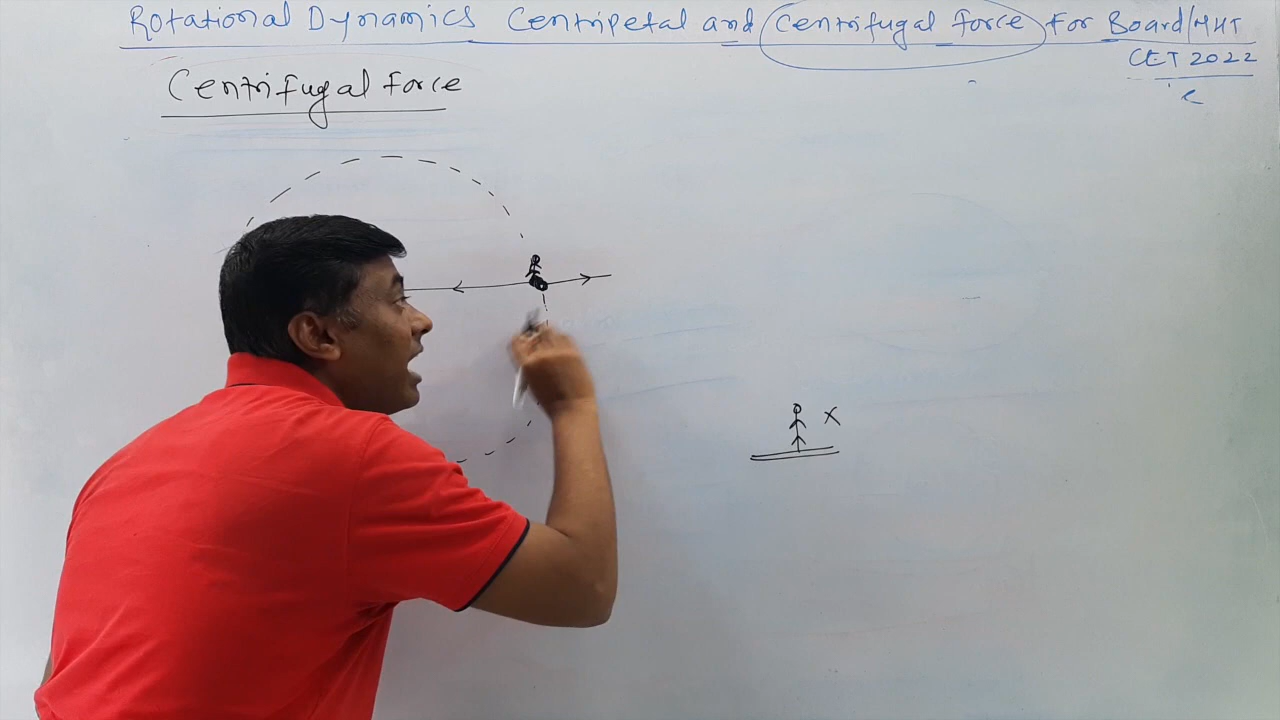 Rotational Dynamics Centripetal and Centrifugal force For Board/MHT
CET 2022
Centrifugal force
X